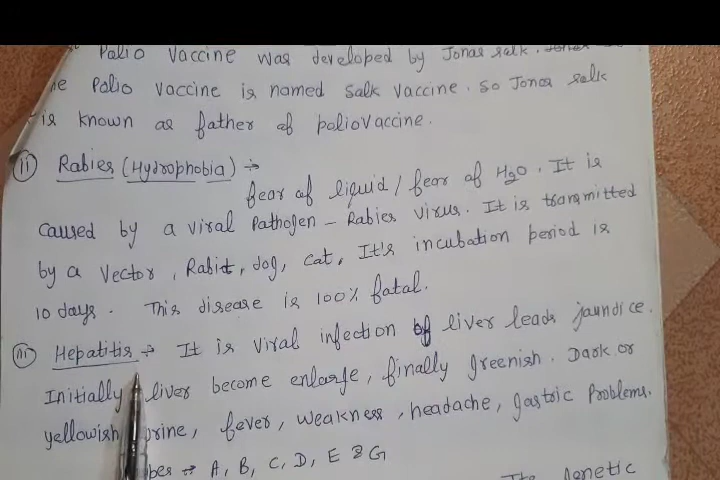 Polio Vaccine was developed by Jonas Salk.
Polio vaccine is named Salk vaccine. So Jonas Salk
is known as father of poliovaccine.
(ii) Rabies (Hydrophobia) →
fear of liquid/fear of H2O. It is
caused by a viral Pathogen - Rabies virus. It is transmitted
by a Vector, Rabit, dog, cat, It's incubation period is
10 days. This disease is 100% fatal.
(iii) Hepatitis → It is viral infection of liver leads jaundice.
Initially liver become enlarge, finally greenish. Dark or
yellowish fever, weakness, headache, gastric Problems.
→ A, B, C, D, E & G
The genetic